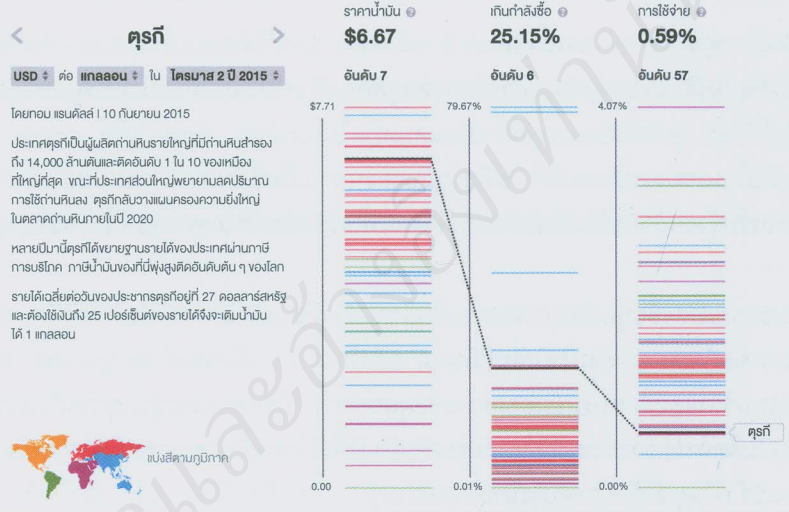 ตุรกี
USD ต่อ แกลลอน ใน ไตรมาส 2 ปี 2015
โดยทอม แรนดัลล์ | 10 กันยายน 2015
ประเทศตุรกีเป็นผู้ผลิตถ่านหินรายใหญ่ที่มีถ่านหินสำรอง
ถึง 14,000 ล้านตันและติดอันดับ 1 ใน 10 ของเหมือง
ที่ใหญ่ที่สุด ขณะที่ประเทศส่วนใหญ่พยายามลดปริมาณ
การใช้ถ่านหินลง ตุรกีกลับวางแผนครองความยิ่งใหญ่
ในตลาดถ่านหินภายในปี 2020
หลายปีมานี้ตุรกีได้ขยายฐานรายได้ของประเทศผ่านภาษี
การบริโภค ภาษีน้ำมันของที่นี่พุ่งสูงติดอันดับต้น ๆ ของโลก
รายได้เฉลี่ยต่อวันของประชากรตุรกีอยู่ที่ 27 ดอลลาร์สหรัฐ
และต้องใช้เงินถึง 25 เปอร์เซ็นต์ของรายได้จึงจะเติมน้ำมัน
ได้ 1 แกลลอน
แบ่งสีตามภูมิภาค
ราคาน้ำมัน
$6.67
อันดับ 7
$7.71
0.00
เกินกำลังซื้อ
25.15%
อันดับ 6
79.67%
0.01%
การใช้จ่าย
0.59%
อันดับ 57
4.07%
0.00%
ตุรกี